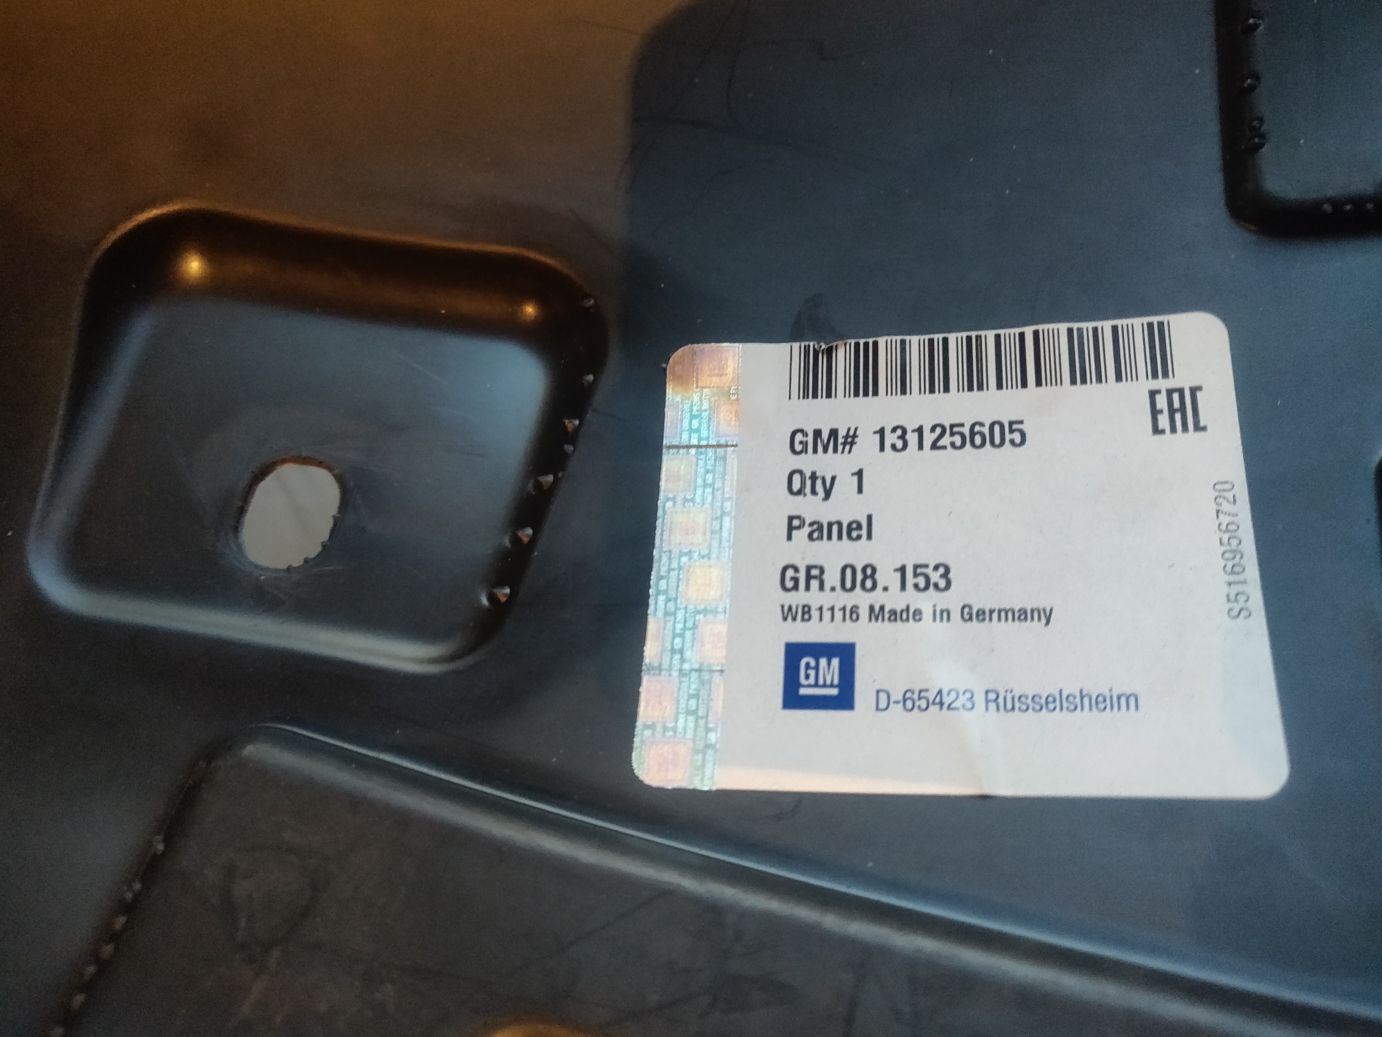 EAC
GM# 13125605
Qty 1
Panel
GR.08.153
WB1116 Made in Germany
GM
D-65423 Rüsselsheim
S516956720